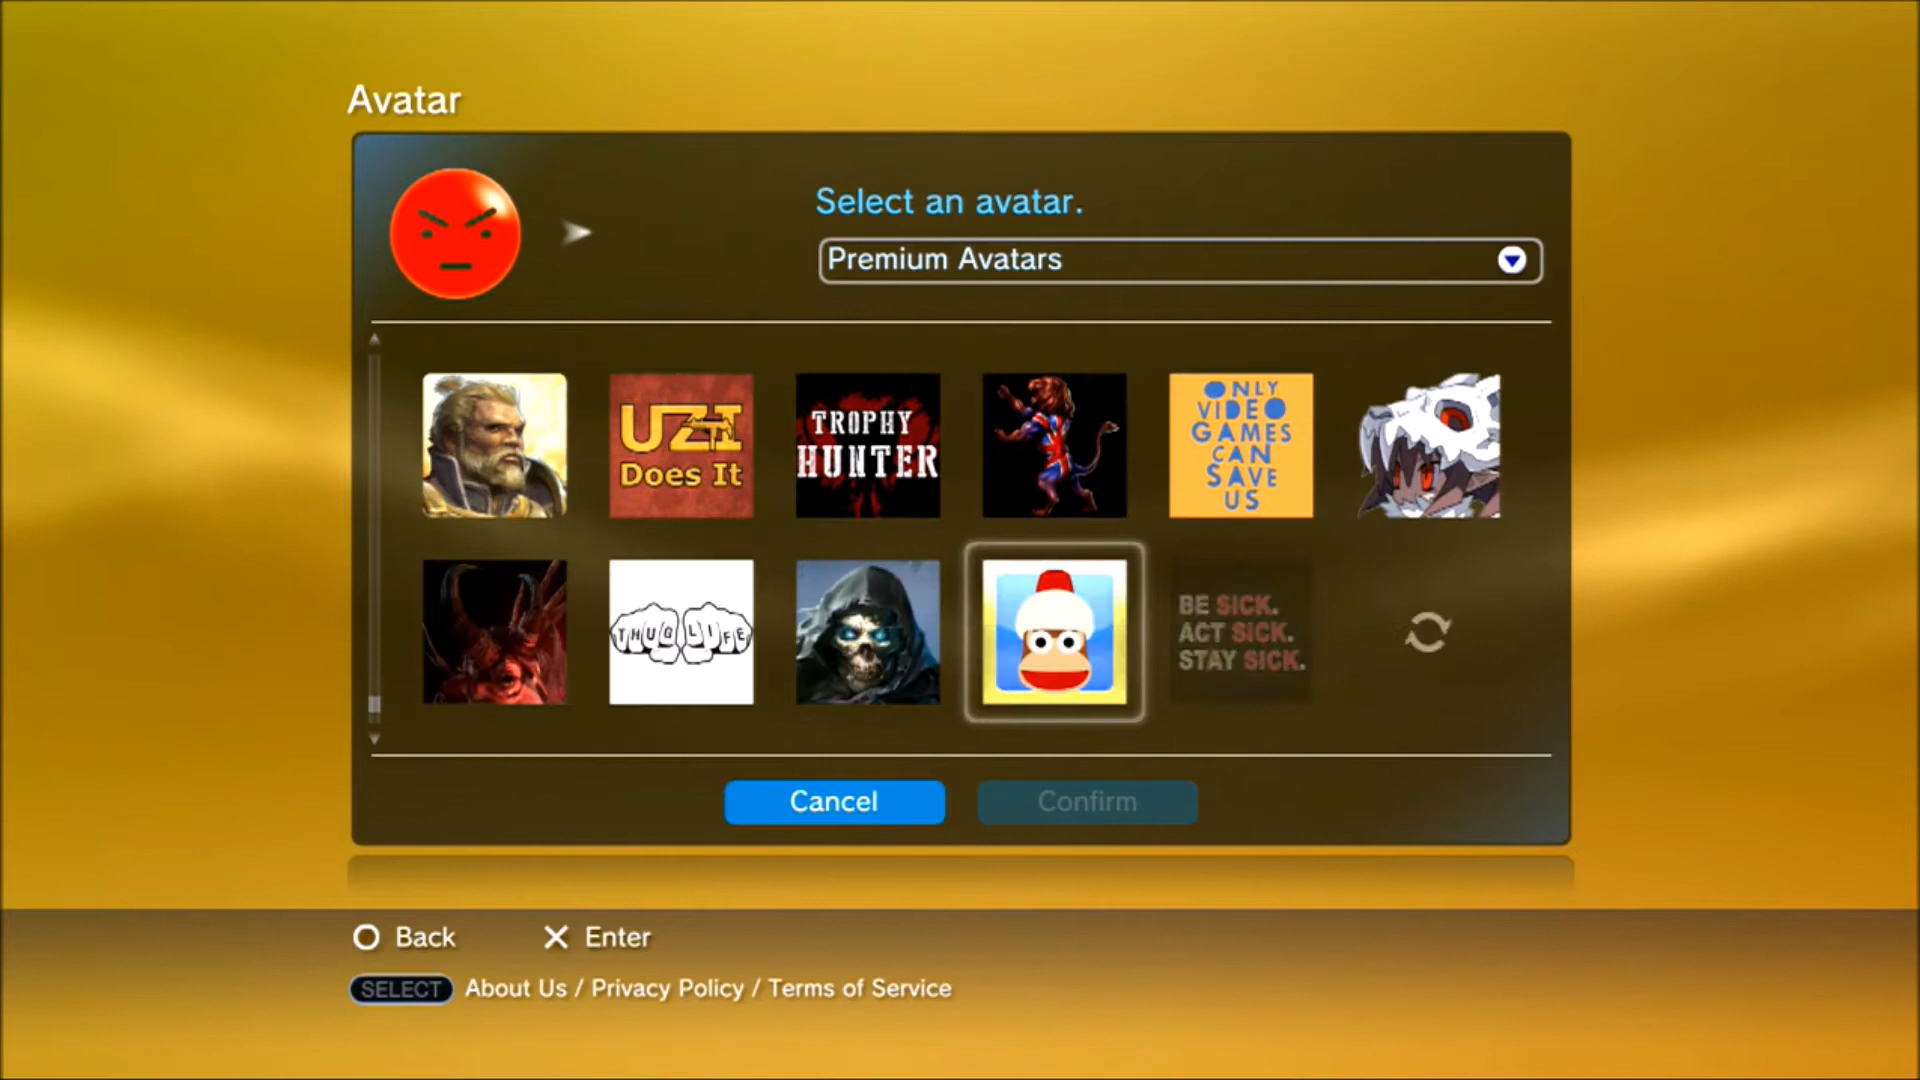 Avatar
Select an avatar.
Premium Avatars
UZI
Does It
TROPHY
HUNTER
ONLY
VIDEO
GAMES
CAN
SAVE
US
THUG LIFE
BE SICK.
ACT SICK.
STAY SICK.
Cancel
Confirm
Back
Enter
SELECT About Us / Privacy Policy / Terms of Service